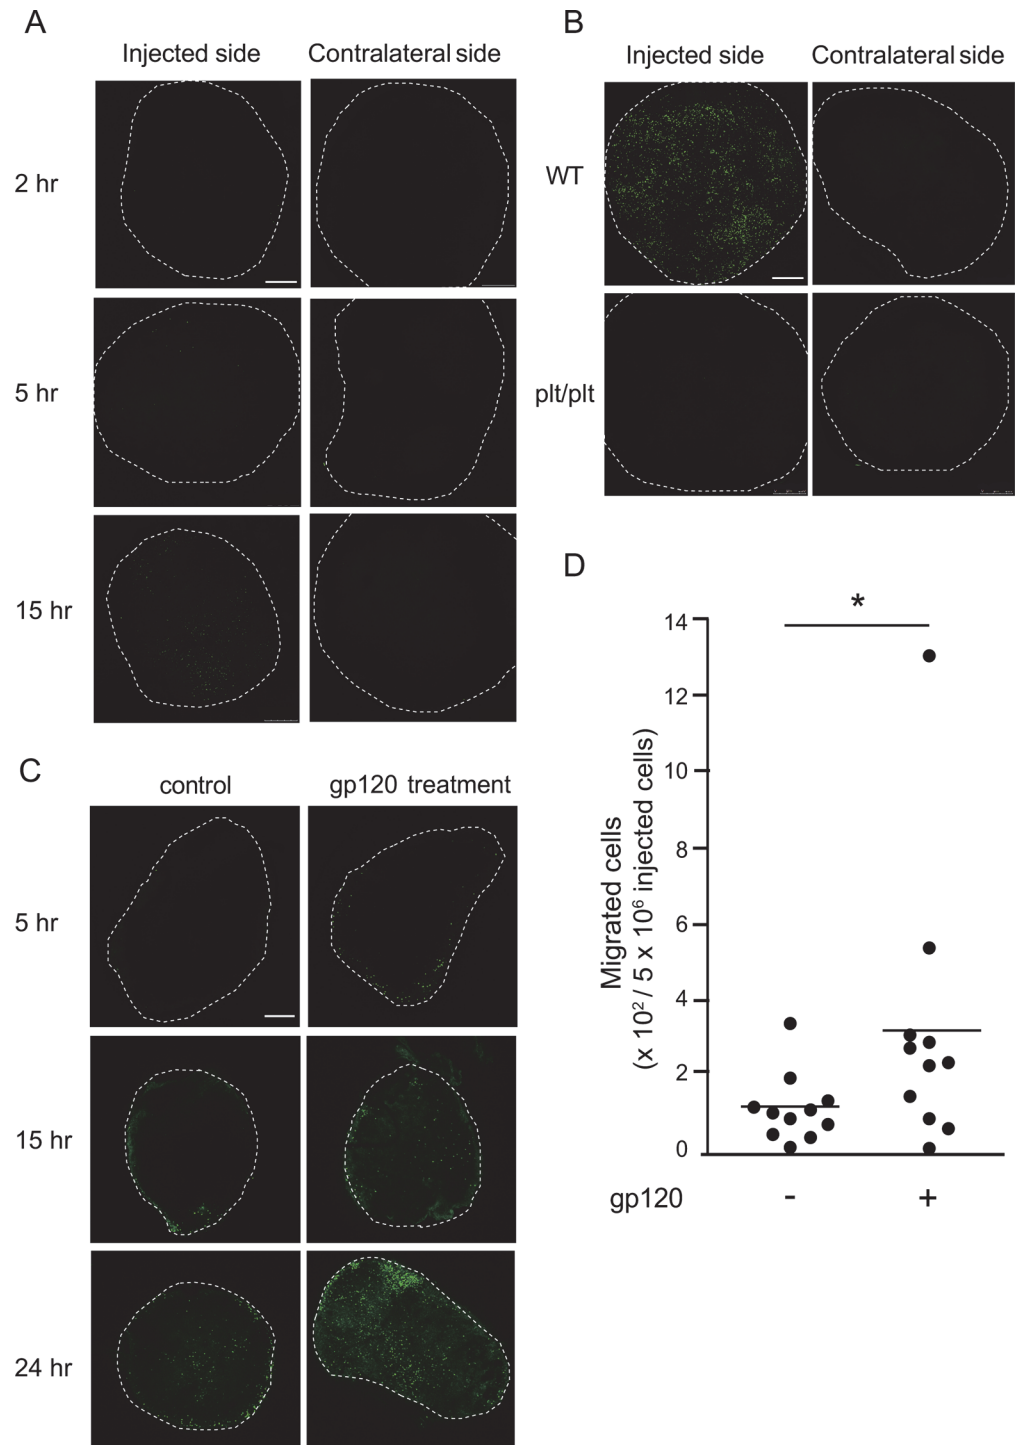 A
Injected side Contralateral side
2 hr
5 hr
15 hr
B
Injected side Contralateral side
WT
plt/plt
C
control gp120 treatment
5 hr
15 hr
24 hr
D
*
Migrated cells
(x 10² / 5 x 10⁶ injected cells)
14
12
10
8
6
4
2
0
gp120 - +